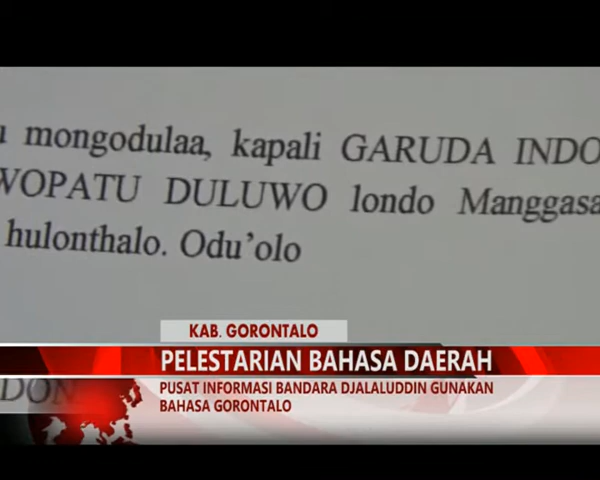 mongodulaa, kapali GARUDA INDO
WOPATU DULUWO londo Manggasa
hulonthalo. Odu'olo
KAB. GORONTALO
PELESTARIAN BAHASA DAERAH
PUSAT INFORMASI BANDARA DJALALUDDIN GUNAKAN
BAHASA GORONTALO